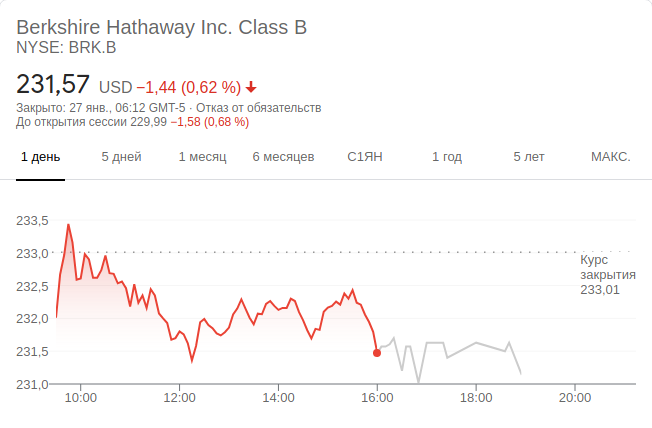 Berkshire Hathaway Inc. Class B
NYSE: BRK.B
231,57 USD −1,44 (0,62 %)
Закрыто: 27 янв., 06:12 GMT-5 · Отказ от обязательств
До открытия сессии 229,99 −1,58 (0,68 %)
1 день 5 дней 1 месяц 6 месяцев С1ЯН 1 год 5 лет МАКС.
233,5
233,0
Курс
закрытия
233,01
232,5
232,0
231,5
231,0
10:00 12:00 14:00 16:00 18:00 20:00